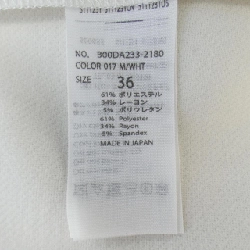 NO. 300DA233-2180
COLOR 017 M/WHT
SIZE 36
61% ポリエステル
34% レーヨン
5% ポリウレタン
61% Polyester
34% Rayon
5% Spandex
MADE IN JAPAN